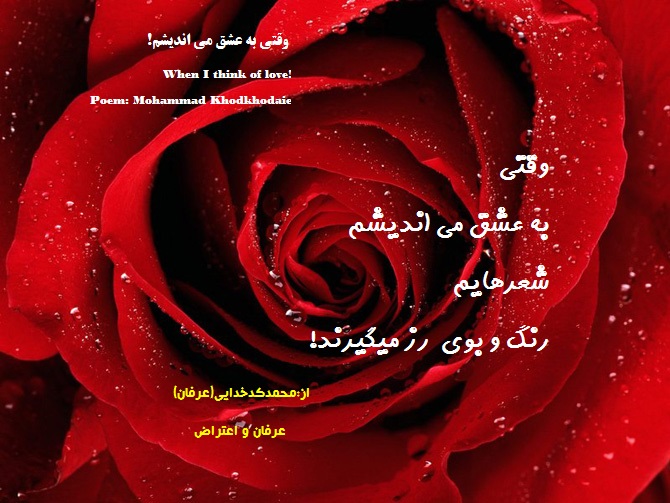 وقتی به عشق می اندیشم!
When I think of love!
Poem: Mohammad Khodkhodaie
وقتی
به عشق می اندیشم
شعرهایم
رنگ و بوی رز میگیرند!
از:محمدکدخدایی(عرفان)
عرفان و اعتراض